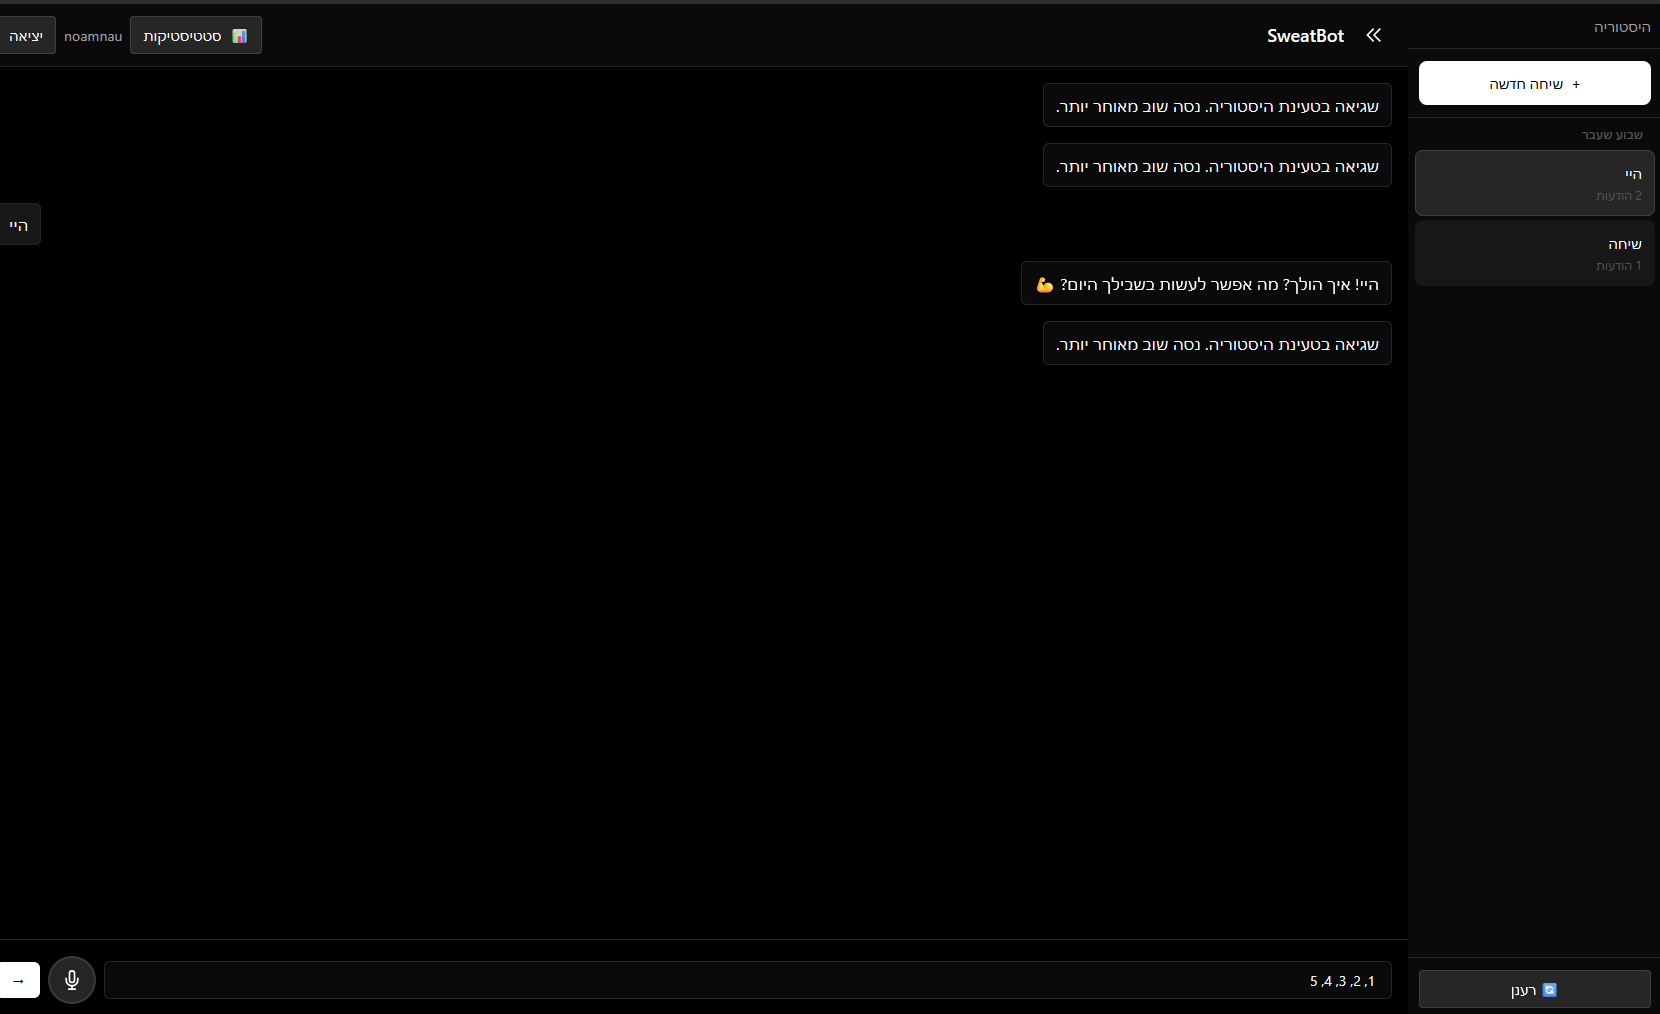 היסטוריה
+ שיחה חדשה
שבוע שעבר
היי
2 הודעות
שיחה
1 הודעות
רענן
SweatBot
סטטיסטיקות
noamnau
יציאה
שגיאה בטעינת היסטוריה. נסה שוב מאוחר יותר.
שגיאה בטעינת היסטוריה. נסה שוב מאוחר יותר.
היי
היי! איך הולך? מה אפשר לעשות בשבילך היום? 💪
שגיאה בטעינת היסטוריה. נסה שוב מאוחר יותר.
1, 2, 3, 4, 5